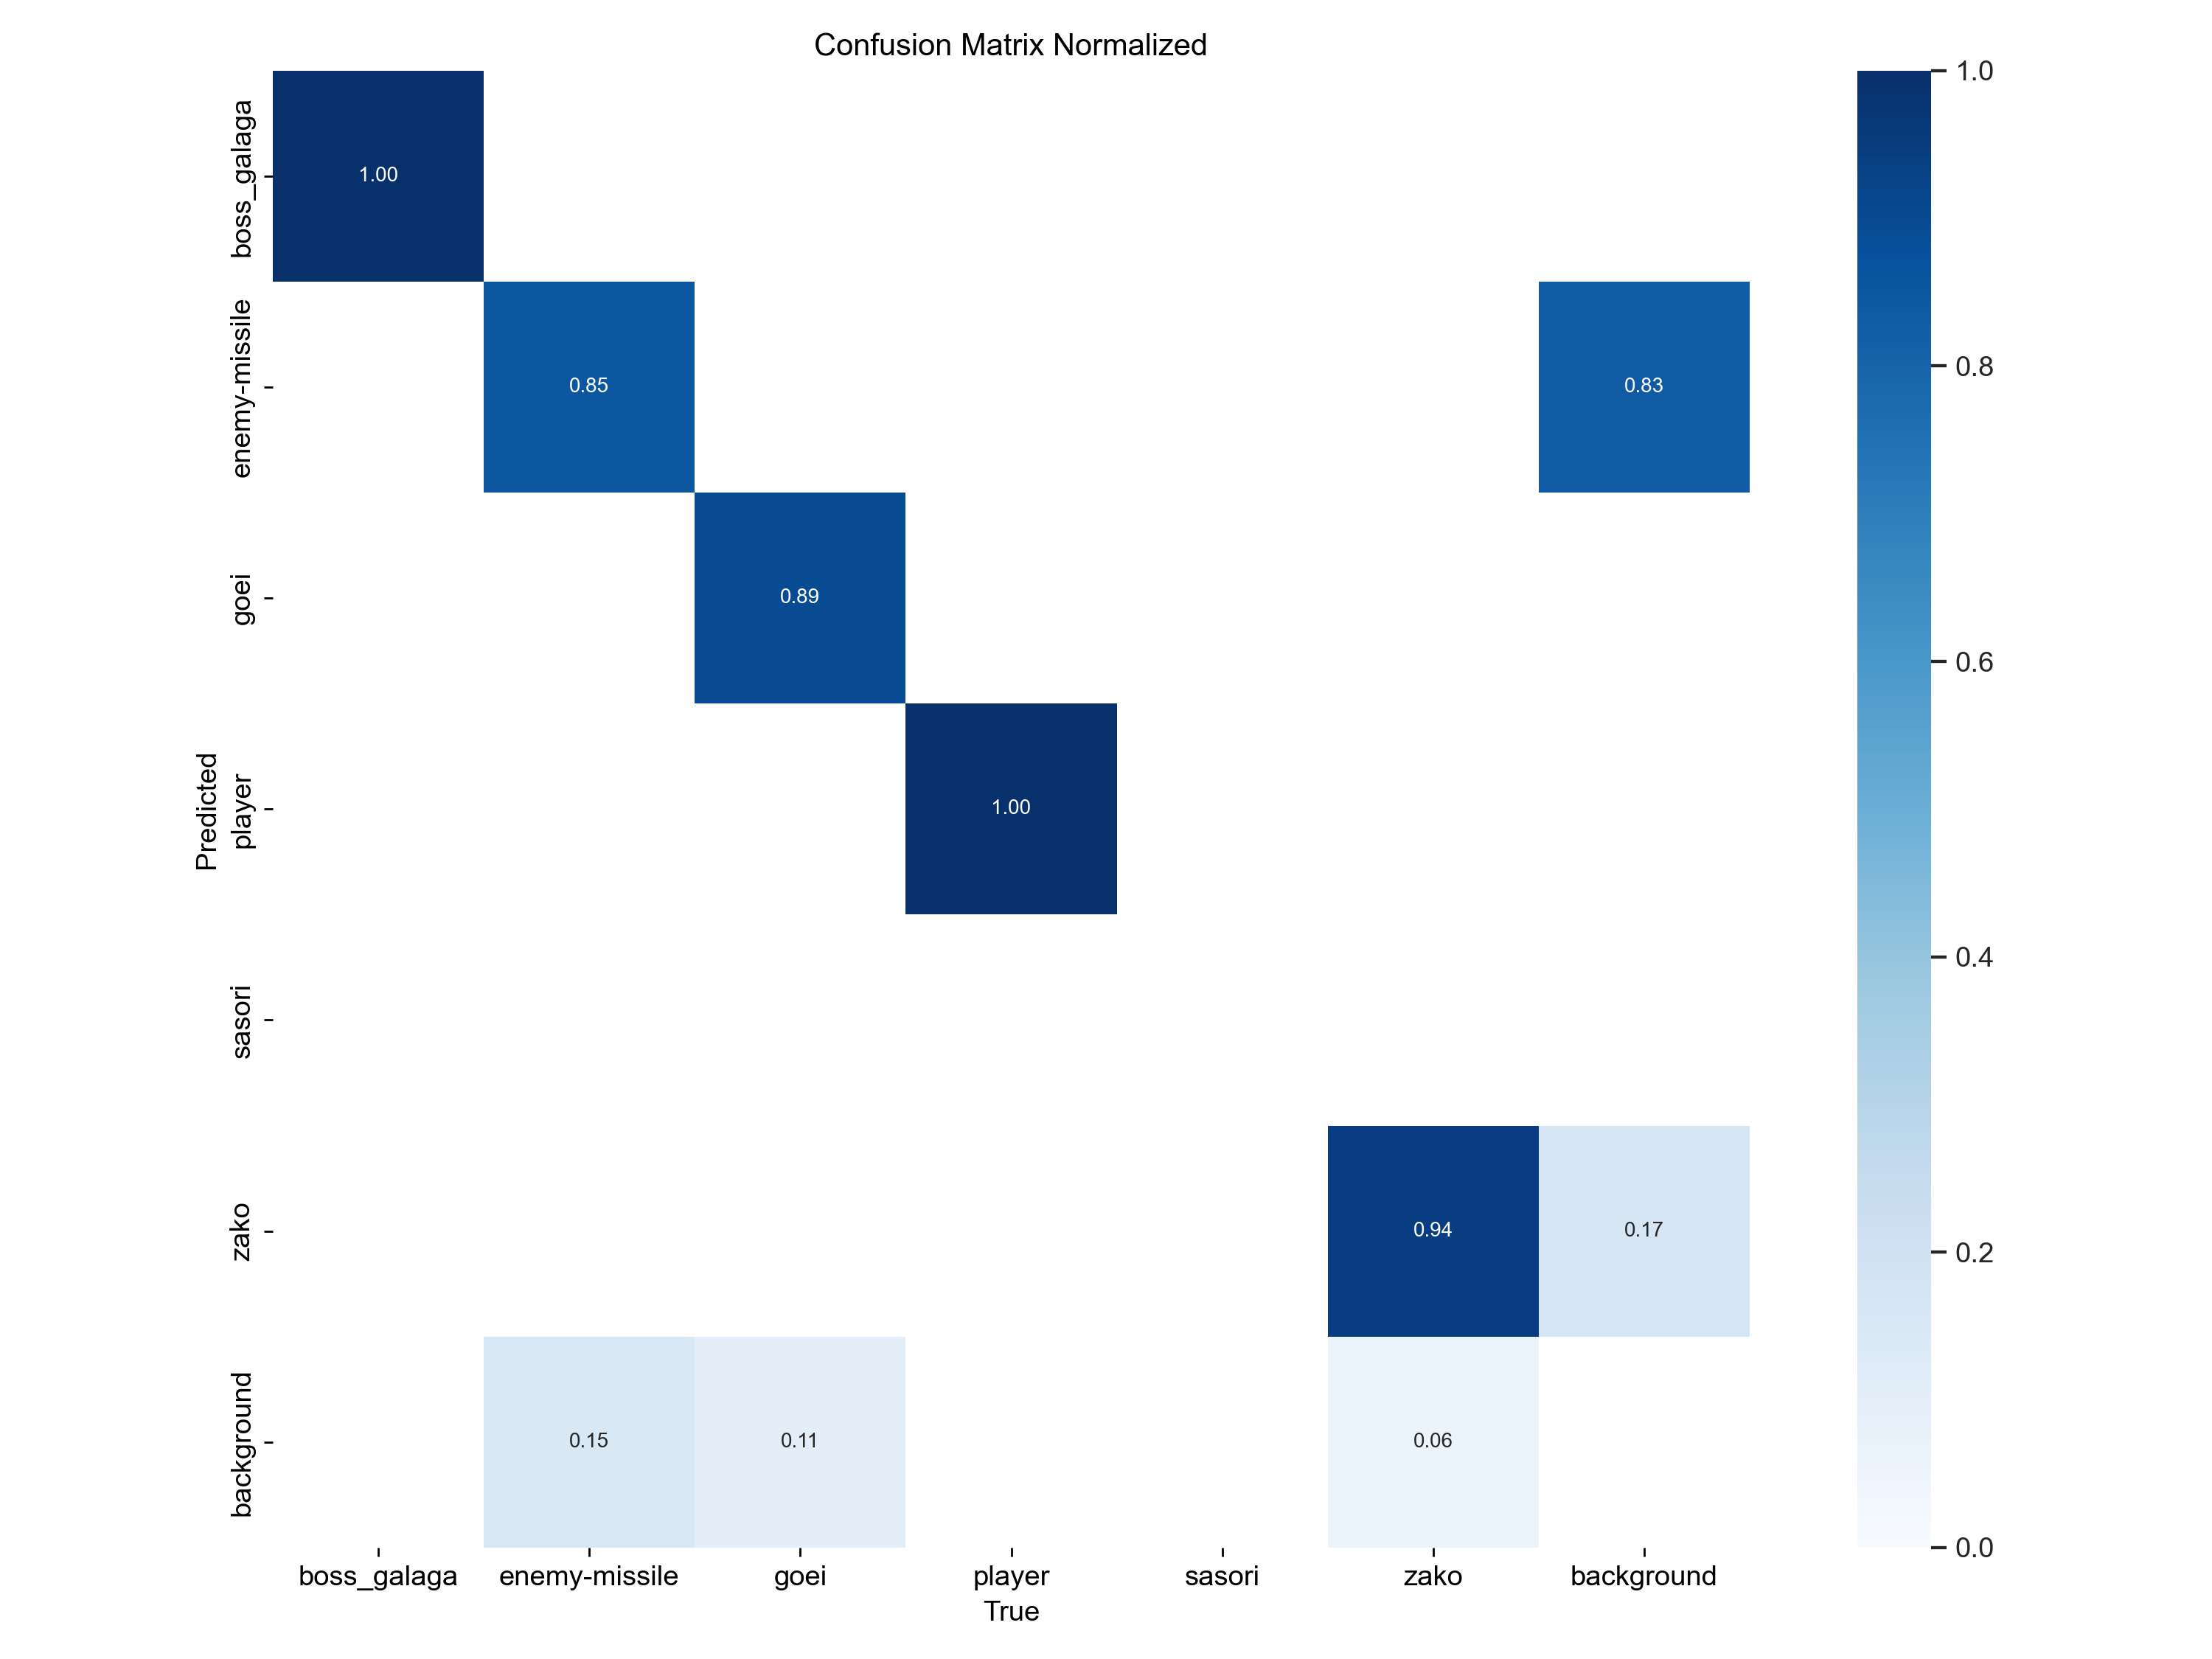 Confusion Matrix Normalized
boss_galaga
enemy-missile
goei
player
sasori
zako
background
Predicted
1.00
0.85
0.83
0.89
1.00
0.94
0.17
0.15
0.11
0.06
boss_galaga
enemy-missile
goei
player
sasori
zako
background
True
1.0
0.8
0.6
0.4
0.2
0.0